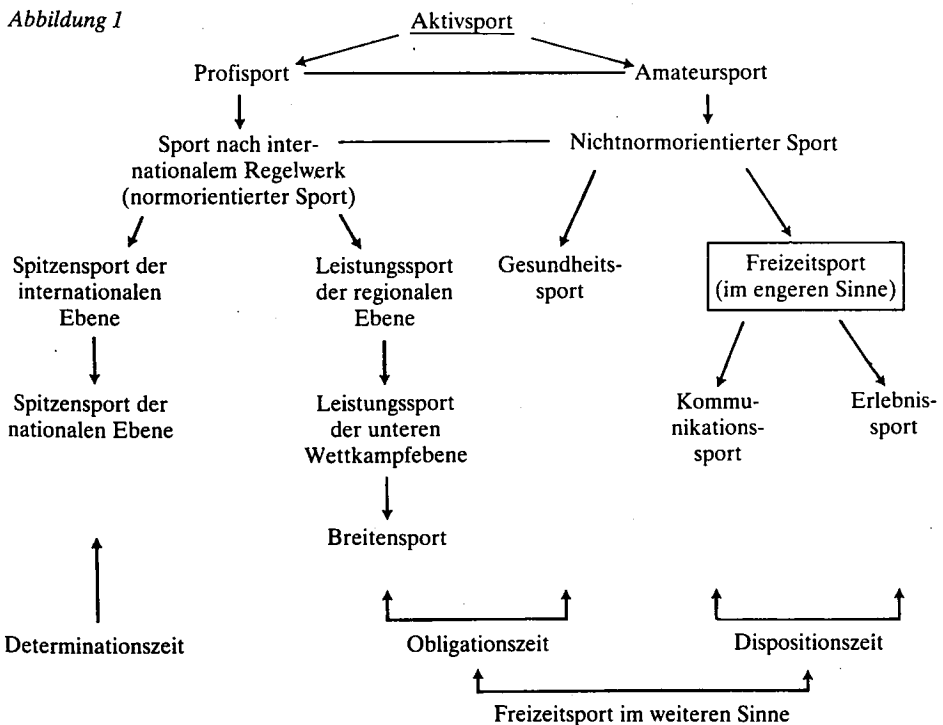 Abbildung 1
Aktivsport
Profisport
Amateursport
Sport nach inter-
nationalem Regelwerk
(normorientierter Sport)
Nichtnormorientierter Sport
Spitzensport der
internationalen
Ebene
Leistungssport
der regionalen
Ebene
Gesundheits-
sport
Freizeitsport
(im engeren Sinne)
Spitzensport der
nationalen Ebene
Leistungssport
der unteren
Wettkampfebene
Kommu-
nikations-
sport
Erlebnis-
sport
Breitensport
Determinationszeit
Obligationszeit
Dispositionszeit
Freizeitsport im weiteren Sinne